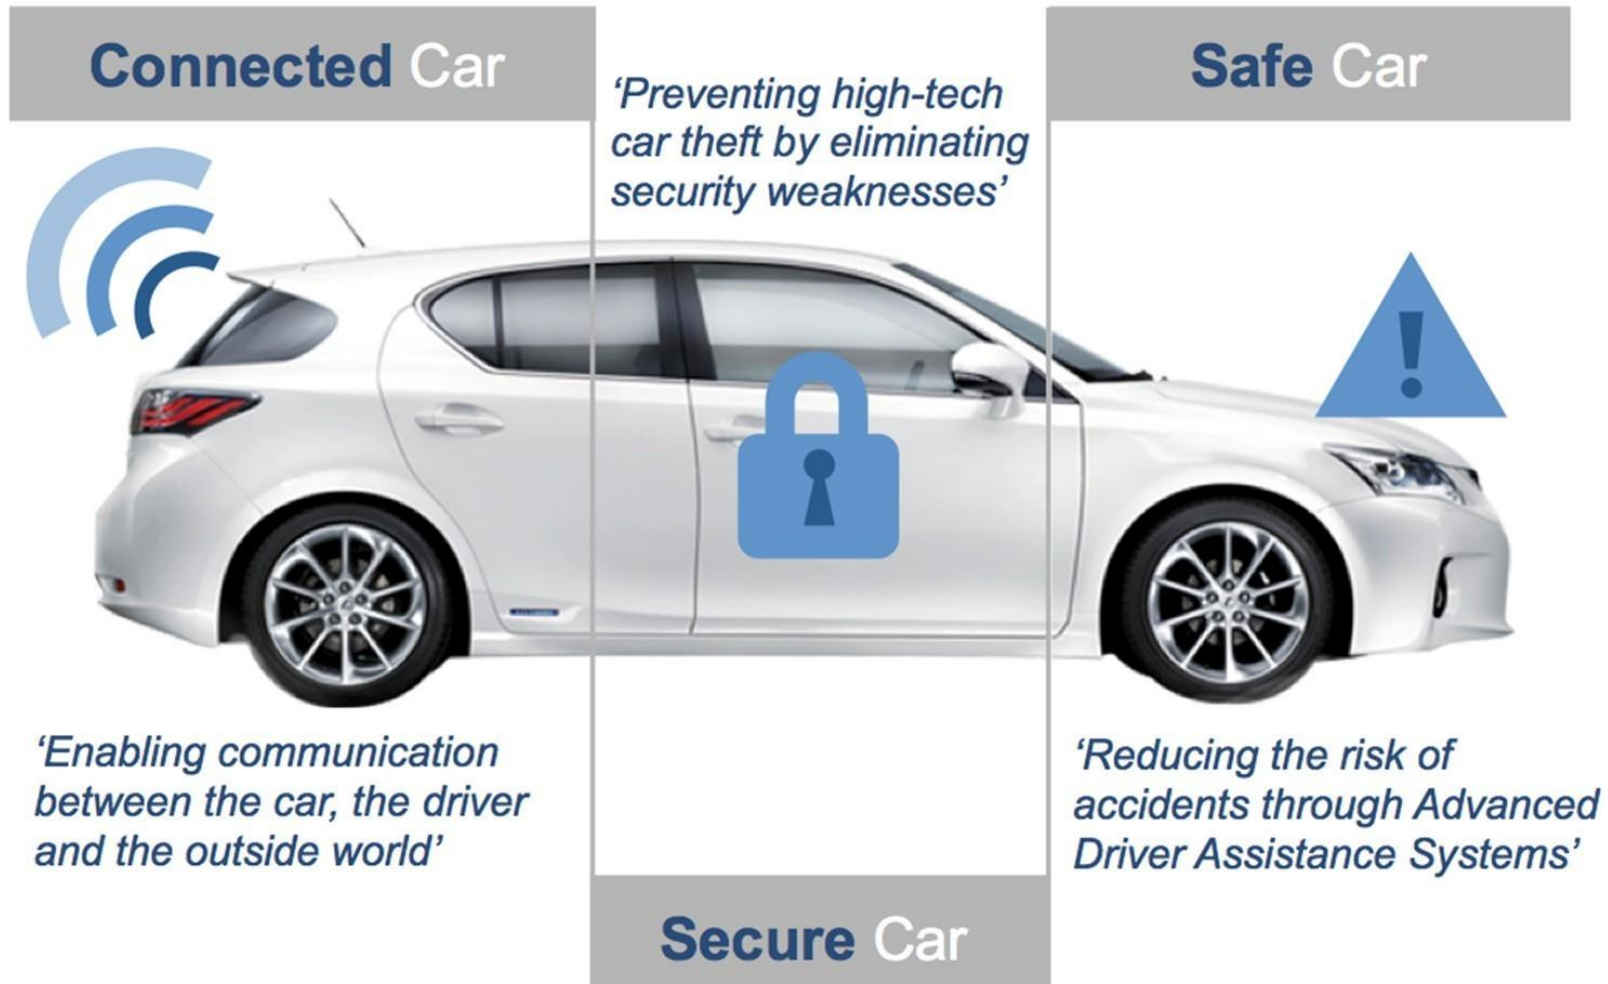 Connected Car
‘Enabling communication
between the car, the driver
and the outside world’
‘Preventing high-tech
car theft by eliminating
security weaknesses’
Secure Car
Safe Car
‘Reducing the risk of
accidents through Advanced
Driver Assistance Systems’